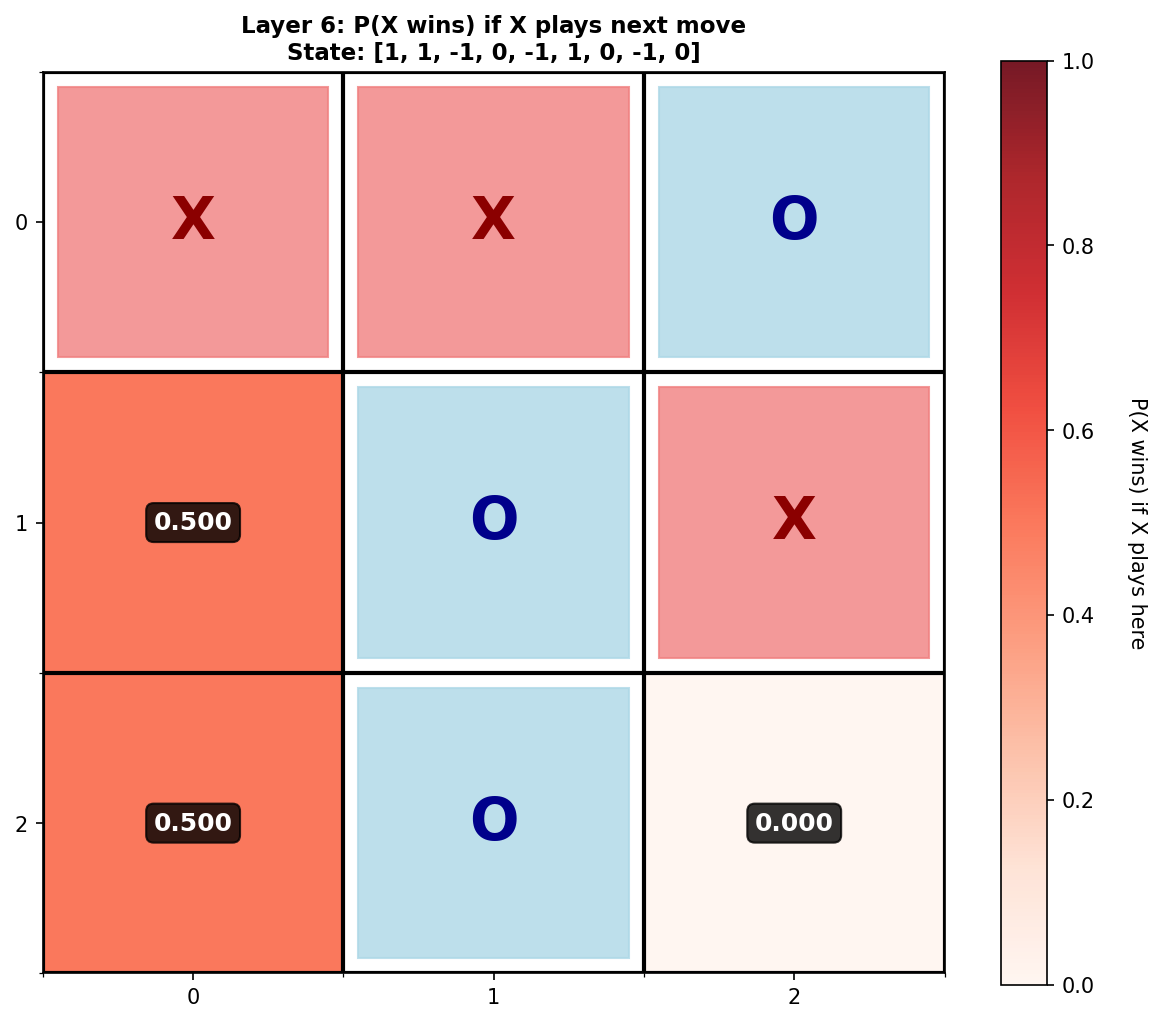 Layer 6: P(X wins) if X plays next move
State: [1, 1, -1, 0, -1, 1, 0, -1, 0]
X X O
0.500 O X
0.500 O 0.000
0
1
2
0 1 2
1.0
0.8
0.6
0.4
0.2
0.0
P(X wins) if X plays here